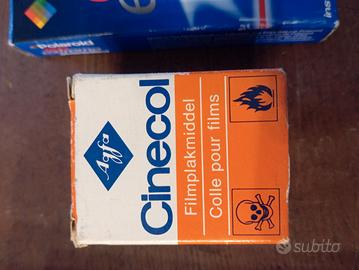 Polaroid
Agfa
Cinecol
Filmplakmiddel
Colle pour films
subito